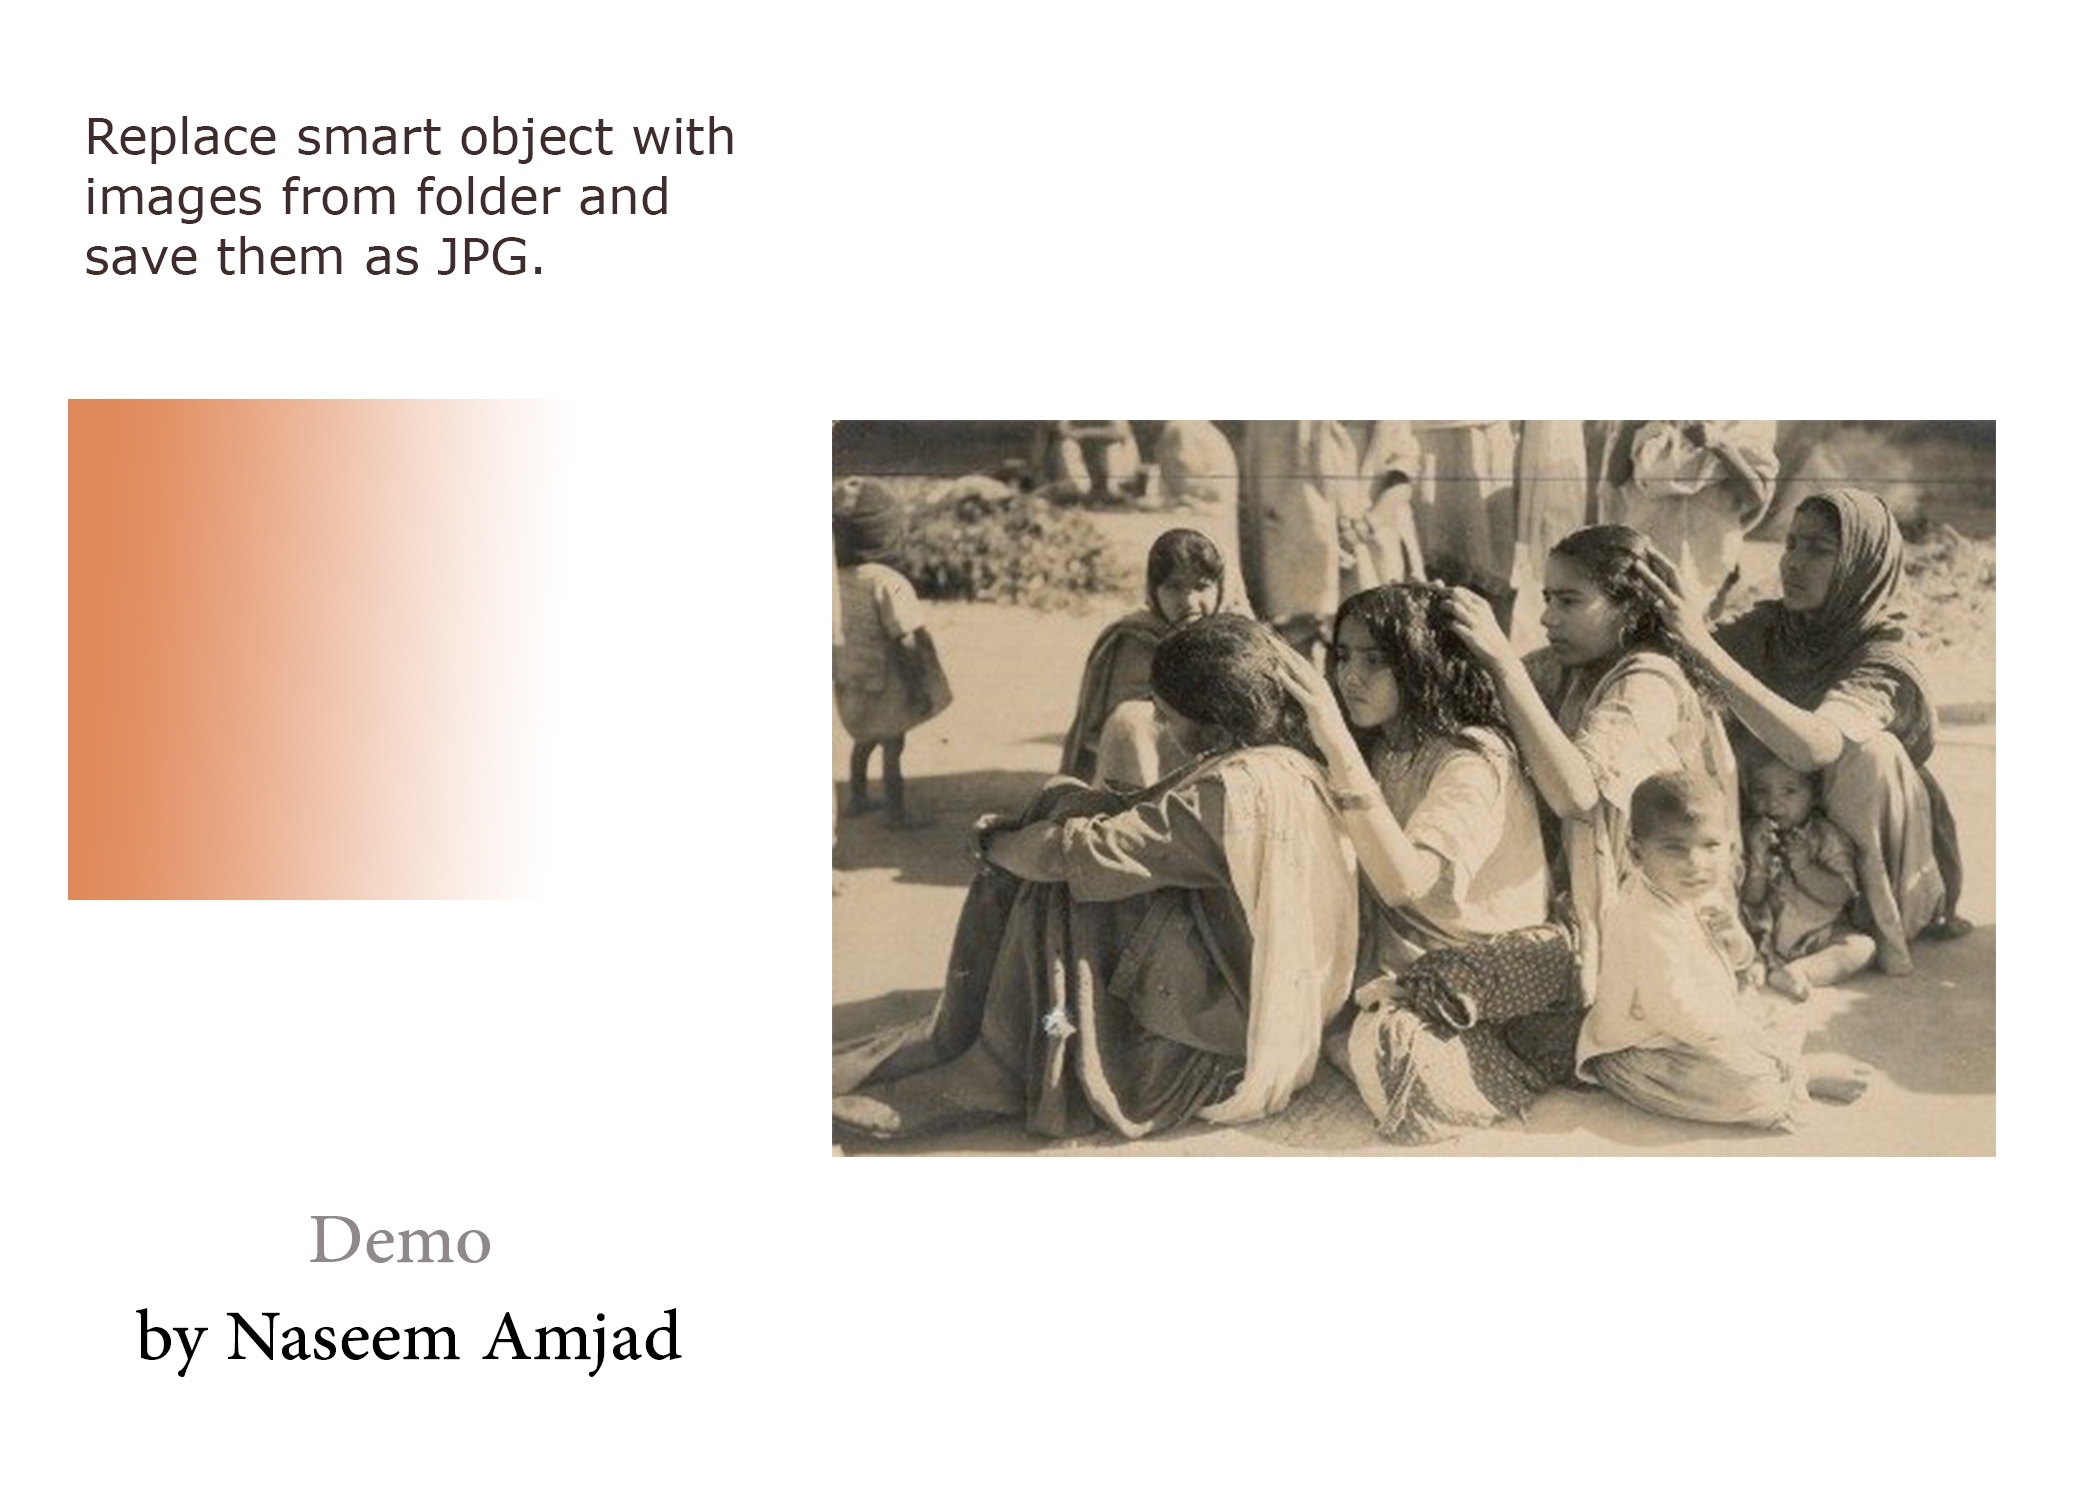 Replace smart object with
images from folder and
save them as JPG.
Demo
by Naseem Amjad